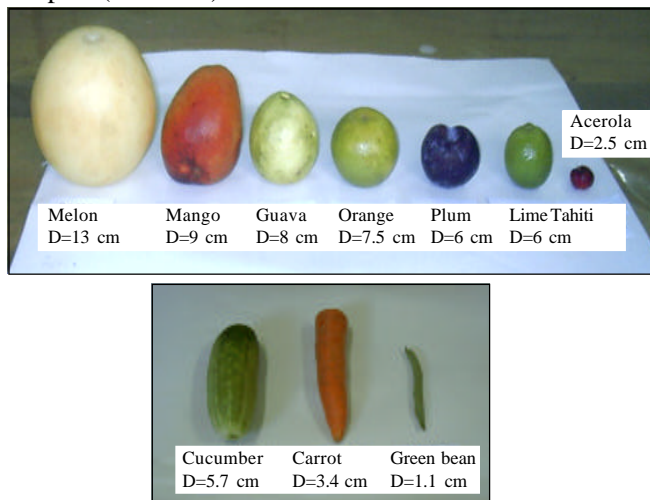 Acerola
D=2.5 cm
Melon Mango Guava Orange Plum Lime Tahiti
D=13 cm D=9 cm D=8 cm D=7.5 cm D=6 cm D=6 cm
Cucumber Carrot Green bean
D=5.7 cm D=3.4 cm D=1.1 cm